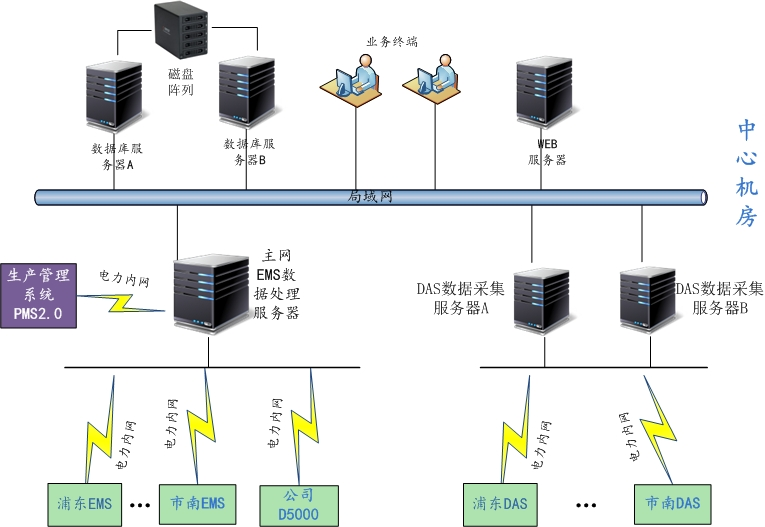 磁盘
阵列
业务终端
数据库服
务器A
数据库服
务器B
WEB
服务器
中
心
机
房
局域网
生产管理
系统
PMS2.0
电力内网
主网
EMS数
据处理
服务器
DAS数据采集
服务器A
DAS数据采集
服务器B
电力内网
电力内网
电力内网
电力内网
电力内网
浦东EMS
...
市南EMS
公司
D5000
浦东DAS
...
市南DAS